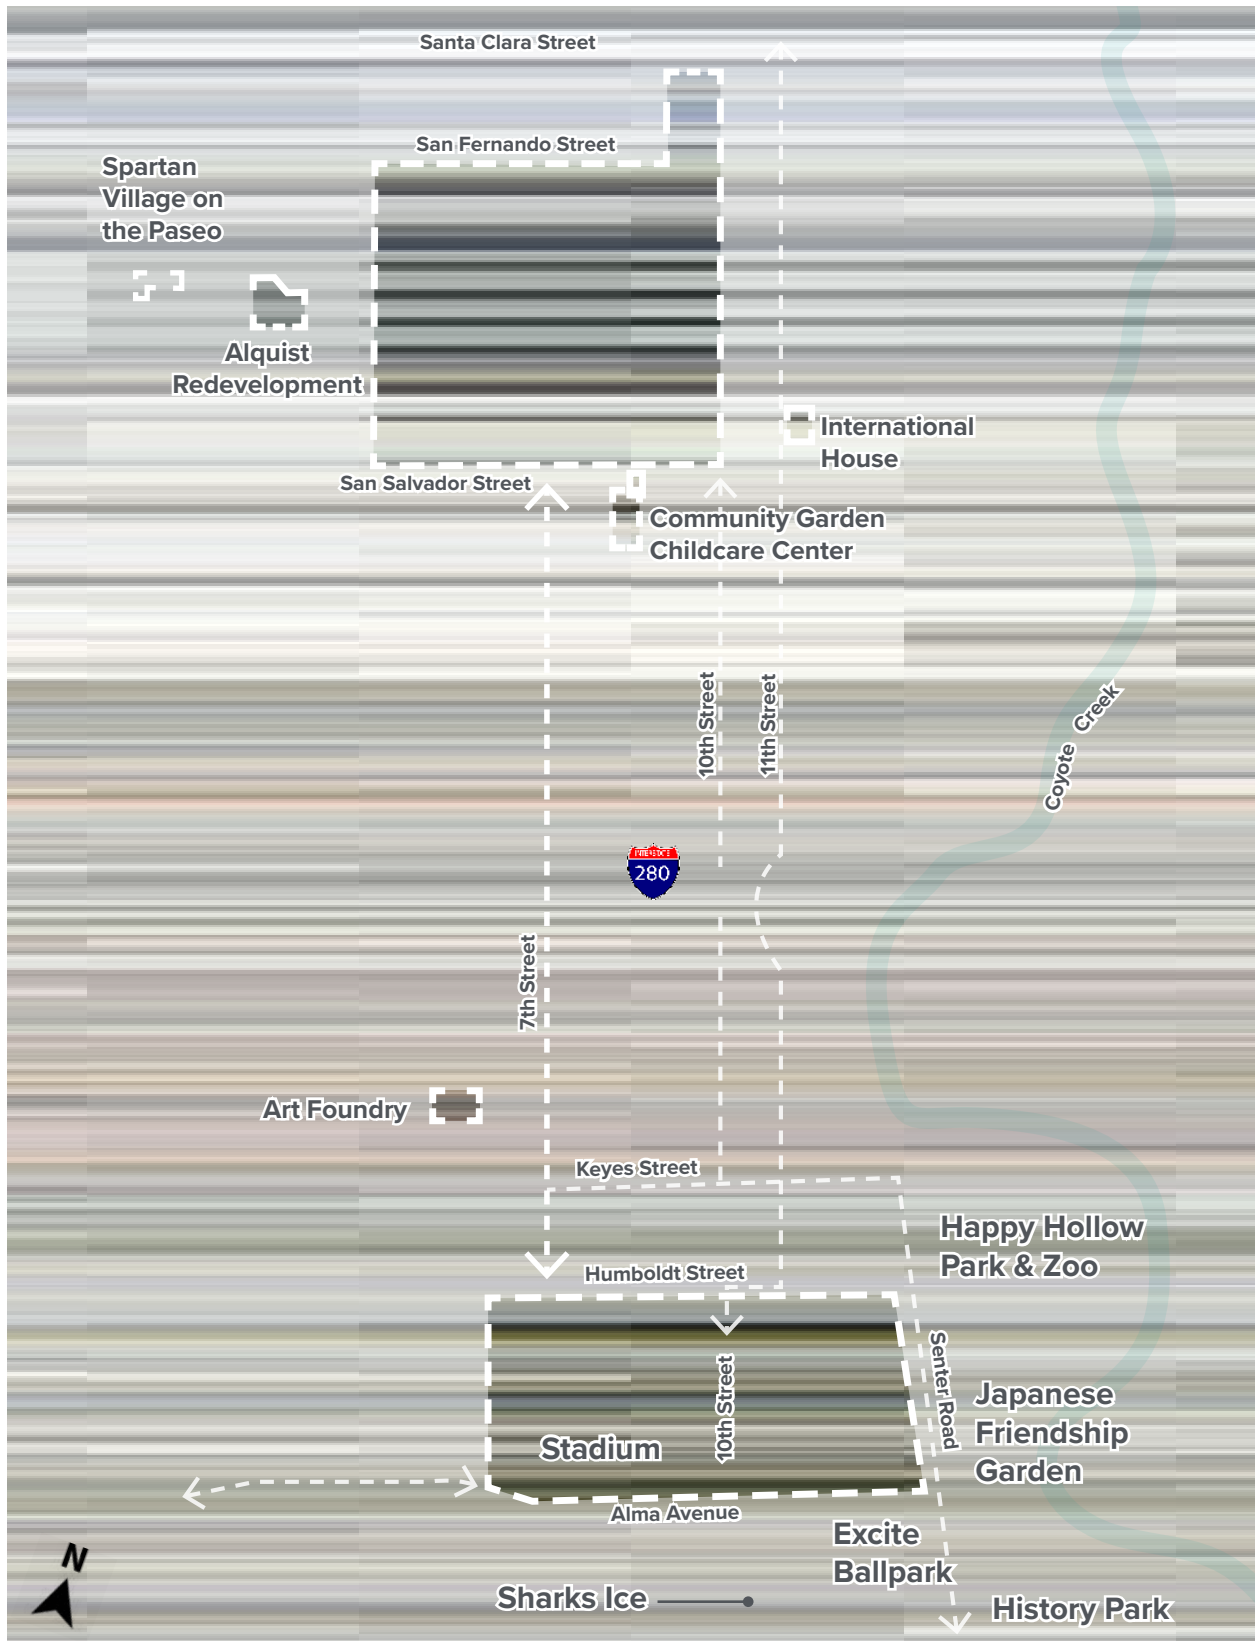 Santa Clara Street
San Fernando Street
Spartan
Village on
the Paseo
Alquist
Redevelopment
International
House
San Salvador Street
Community Garden
Childcare Center
10th Street
11th Street
Coyote Creek
INTERSTATE
280
7th Street
Art Foundry
Keyes Street
Happy Hollow
Park & Zoo
Humboldt Street
Senter Road
10th Street
Japanese
Friendship
Garden
Stadium
Alma Avenue
Excite
Ballpark
N
Sharks Ice
History Park